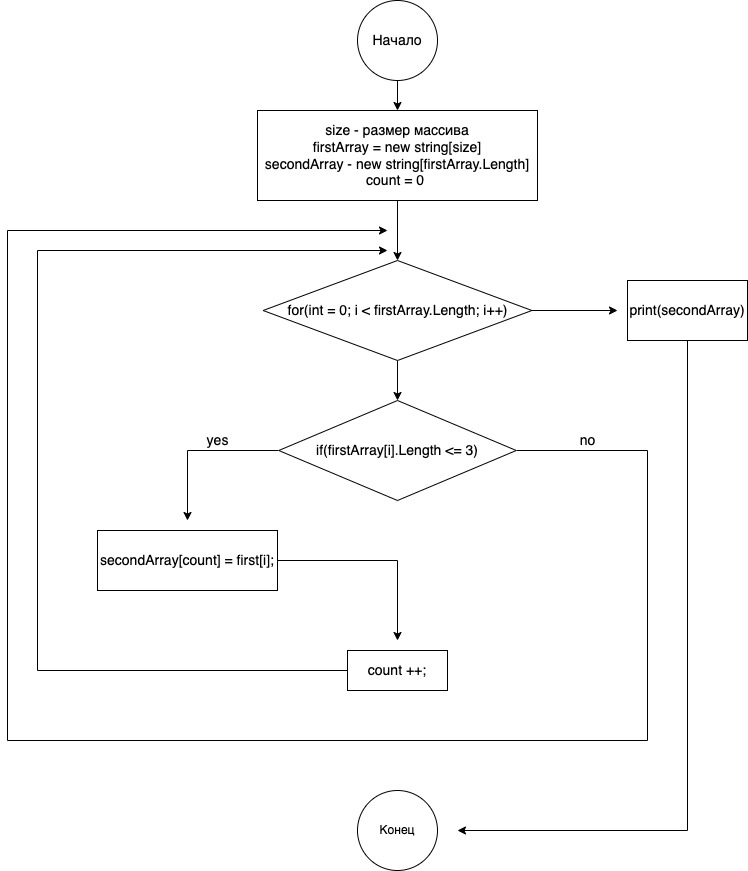 Начало
size - размер массива
firstArray = new string[size]
secondArray - new string[firstArray.Length]
count = 0
for(int = 0; i < firstArray.Length; i++)
print(secondArray)
if(firstArray[i].Length <= 3)
yes
no
secondArray[count] = first[i];
count ++;
Конец